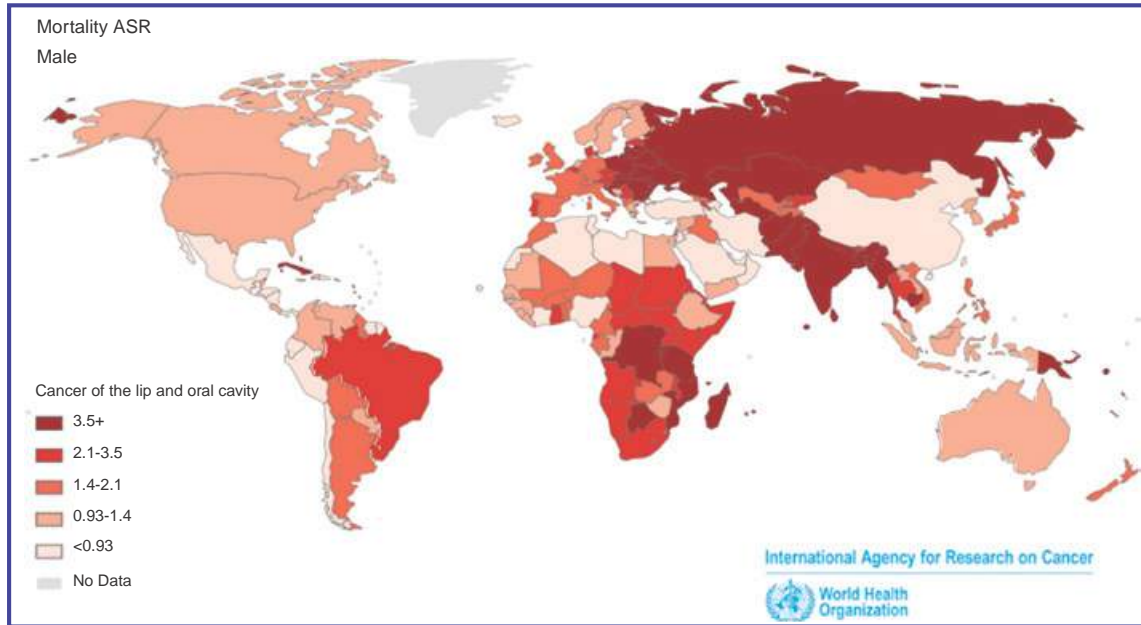 Mortality ASR
Male
Cancer of the lip and oral cavity
3.5+
2.1-3.5
1.4-2.1
0.93-1.4
<0.93
No Data
International Agency for Research on Cancer
World Health
Organization